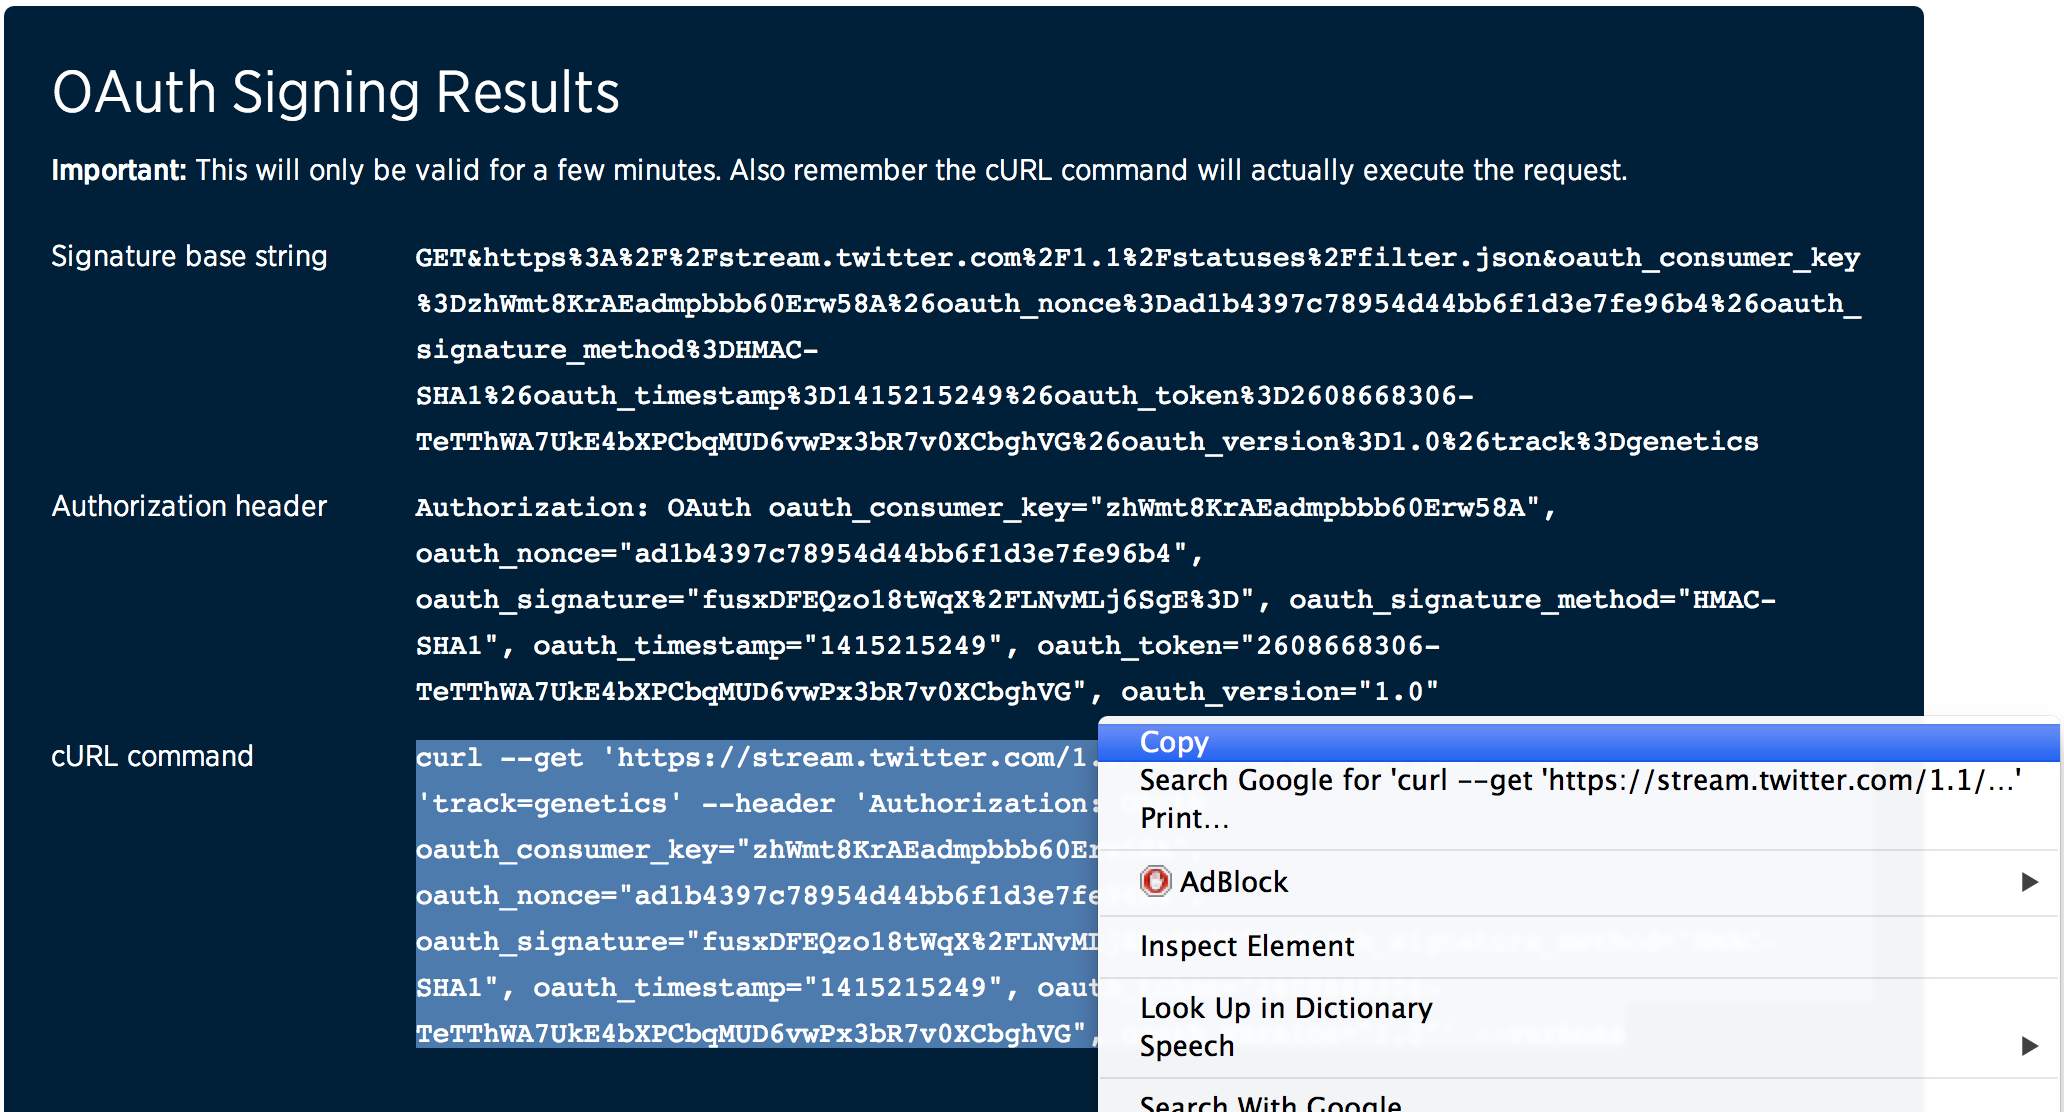 OAuth Signing Results
Important: This will only be valid for a few minutes. Also remember the cURL command will actually execute the request.
Signature base string
GET&https%3A%2F%2Fstream.twitter.com%2F1.1%2Fstatuses%2Ffilter.json&oauth_consumer_key
%3DzhWmt8KrAEadmpbbb60Erw58A%26oauth_nonce%3Dad1b4397c78954d44bb6f1d3e7fe96b4%26oauth_
signature_method%3DHMAC-
SHA1%26oauth_timestamp%3D1415215249%26oauth_token%3D2608668306-
TeTThWA7UkE4bXPCbqMUD6vwPx3bR7v0XCbghVG%26oauth_version%3D1.0%26track%3Dgenetics
Authorization header
Authorization: OAuth oauth_consumer_key="zhWmt8KrAEadmpbbb60Erw58A",
oauth_nonce="ad1b4397c78954d44bb6f1d3e7fe96b4",
oauth_signature="fusxDFEQzo18tWqX%2FLNvMLj6SgE%3D", oauth_signature_method="HMAC-
SHA1", oauth_timestamp="1415215249", oauth_token="2608668306-
TeTThWA7UkE4bXPCbqMUD6vwPx3bR7v0XCbghVG", oauth_version="1.0"
cURL command
curl --get 'https://stream.twitter.com/1.
'track=genetics' --header 'Authorization:
oauth_consumer_key="zhWmt8KrAEadmpbbb60Er
oauth_nonce="ad1b4397c78954d44bb6f1d3e7fe
oauth_signature="fusxDFEQzo18tWqX%2FLNvML
SHA1", oauth_timestamp="1415215249", oaut
TeTThWA7UkE4bXPCbqMUD6vwPx3bR7v0XCbghVG",
Copy
Search Google for 'curl --get 'https://stream.twitter.com/1.1/...'
Print...
AdBlock
Inspect Element
Look Up in Dictionary
Speech
Search With Google